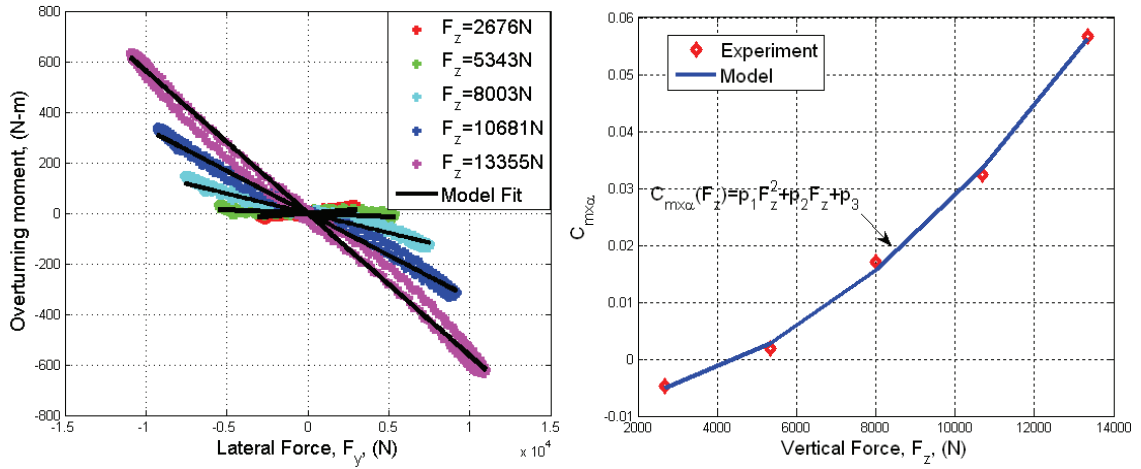 800
600
400
200
0
-200
-400
-600
-800
-1.5
-1
-0.5
0
0.5
1
1.5
x 10^4
Overturning moment, (N-m)
Lateral Force, F_y, (N)
F_z=2676N
F_z=5343N
F_z=8003N
F_z=10681N
F_z=13355N
Model Fit
0.06
0.05
0.04
0.03
0.02
0.01
0
-0.01
2000
4000
6000
8000
10000
12000
14000
C_mxα
Vertical Force, F_z, (N)
Experiment
Model
C_mxα(F_z)=p_1F_z^2+p_2F_z+p_3